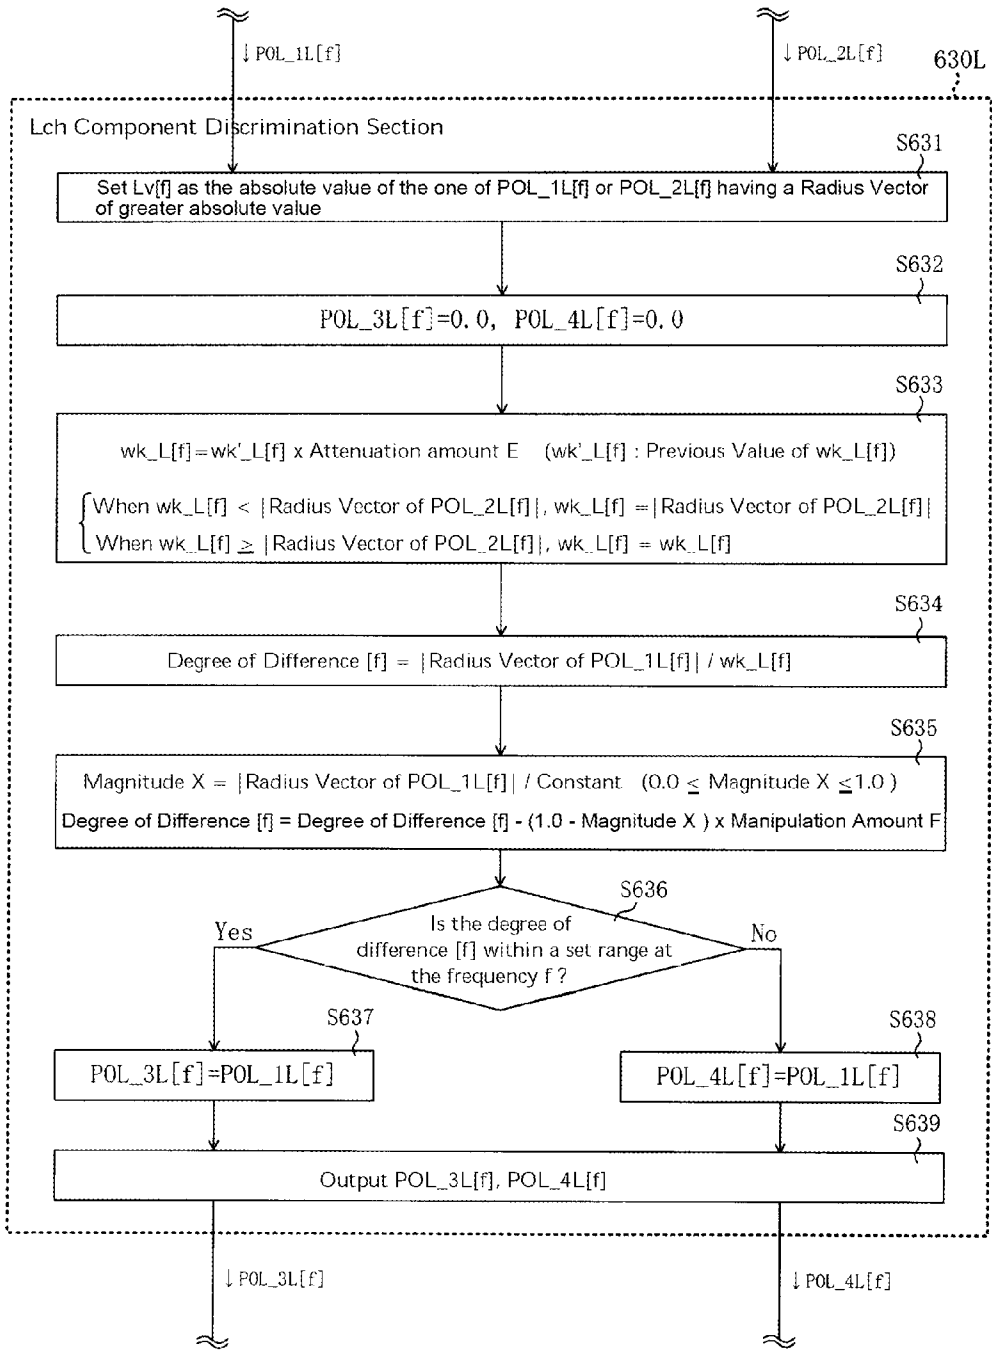 ↓POL_1L[f]
↓POL_2L[f]
630L
Lch Component Discrimination Section
S631
Set Lv[f] as the absolute value of the one of POL_1L[f] or POL_2L[f] having a Radius Vector
of greater absolute value
S632
POL_3L[f]=0.0, POL_4L[f]=0.0
S633
wk_L[f]=wk'_L[f] x Attenuation amount E (wk'_L[f] : Previous Value of wk_L[f])
When wk_L[f] < |Radius Vector of POL_2L[f]|, wk_L[f] =|Radius Vector of POL_2L[f]|
When wk_L[f] ≥ |Radius Vector of POL_2L[f]|, wk_L[f] = wk_L[f]
S634
Degree of Difference [f] = |Radius Vector of POL_1L[f]| / wk_L[f]
S635
Magnitude X = |Radius Vector of POL_1L[f]| / Constant (0.0 ≤ Magnitude X ≤1.0 )
Degree of Difference [f] = Degree of Difference [f] - (1.0 - Magnitude X ) x Manipulation Amount F
S636
Is the degree of
difference [f] within a set range at
the frequency f ?
Yes
No
S637
POL_3L[f]=POL_1L[f]
S638
POL_4L[f]=POL_1L[f]
S639
Output POL_3L[f], POL_4L[f]
↓POL_3L[f]
↓POL_4L[f]